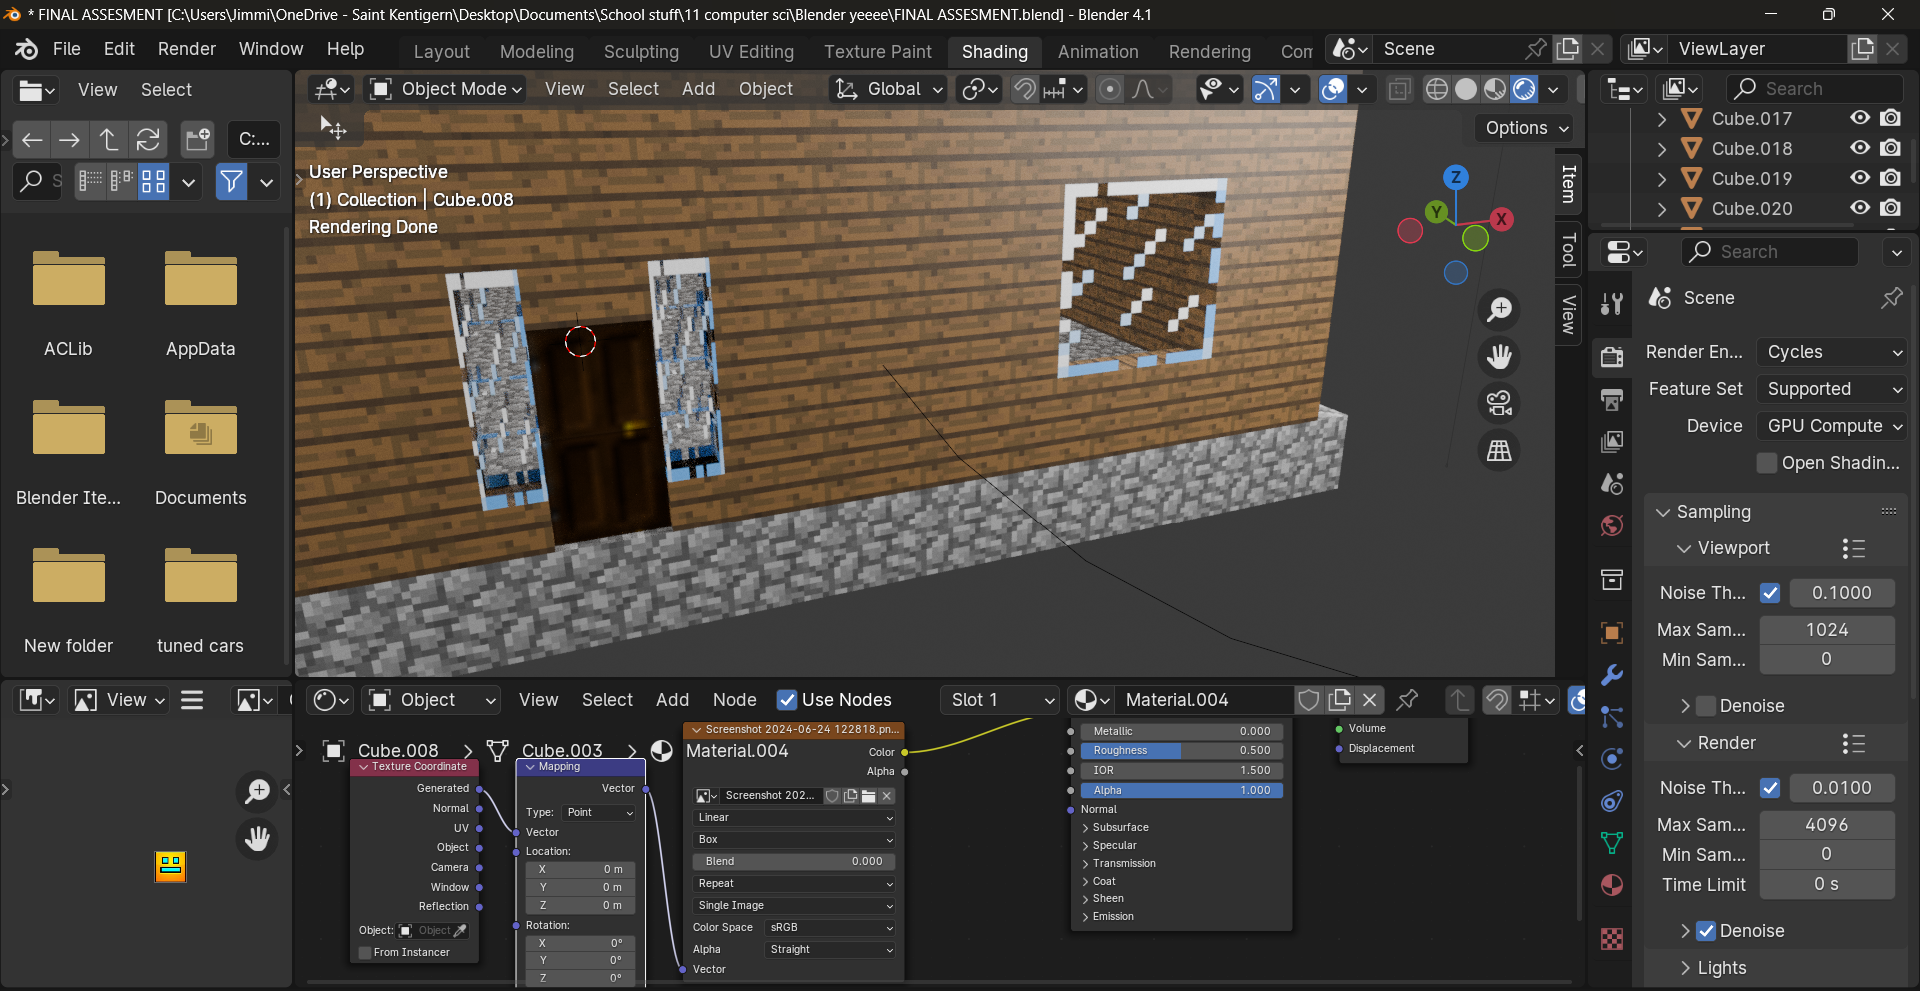 * FINAL ASSESMENT [C:\Users\Jimmi\OneDrive - Saint Kentigern\Desktop\Documents\School stuff\11 computer sci\Blender yeeee\FINAL ASSESMENT.blend] - Blender 4.1
File Edit Render Window Help
Layout Modeling Sculpting UV Editing Texture Paint Shading Animation Rendering Com
Scene
ViewLayer
View Select
C:...
S
ACLib
AppData
Blender Ite...
Documents
New folder
tuned cars
Object Mode View Select Add Object
Global
Options
User Perspective
(1) Collection | Cube.008
Rendering Done
Z
Y
X
Item
Tool
View
Search
Cube.017
Cube.018
Cube.019
Cube.020
Search
Scene
Render En... Cycles
Feature Set Supported
Device GPU Compute
Open Shadin...
Sampling
Viewport
Noise Th... 0.1000
Max Sam... 1024
Min Sam... 0
Denoise
Render
Noise Th... 0.0100
Max Sam... 4096
Min Sam... 0
Time Limit 0 s
Denoise
Lights
View
Object View Select Add Node Use Nodes
Slot 1
Material.004
Cube.008 Cube.003 Material.004
Texture Coordinate
Generated
Normal
UV
Object
Camera
Window
Reflection
Object: Object
From Instancer
Mapping
Vector
Type: Point
Vector
Location:
X 0 m
Y 0 m
Z 0 m
Rotation:
X 0°
Y 0°
Z 0°
Screenshot 2024-06-24 122818.pn...
Color
Alpha
Screenshot 202...
Linear
Box
Blend 0.000
Repeat
Single Image
Color Space sRGB
Alpha Straight
Vector
Metallic 0.000
Roughness 0.500
IOR 1.500
Alpha 1.000
Normal
Subsurface
Specular
Transmission
Coat
Sheen
Emission
Volume
Displacement